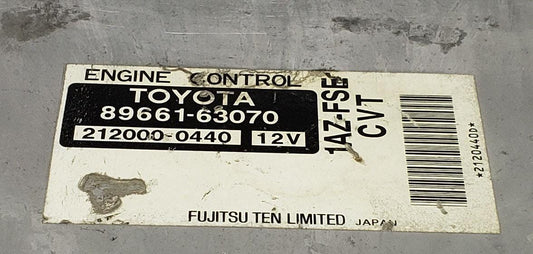 ENGINE CONTROL
TOYOTA
89661-63070
212000-0440 12V
1AZ-FSE
CVT
*2120440D*
FUJITSU TEN LIMITED JAPAN